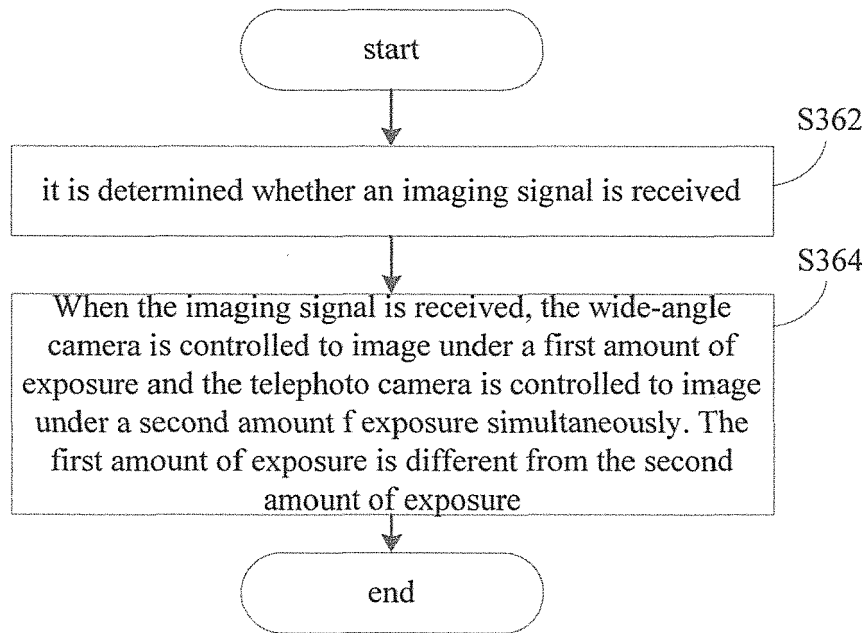 start
S362
it is determined whether an imaging signal is received
S364
When the imaging signal is received, the wide-angle
camera is controlled to image under a first amount of
exposure and the telephoto camera is controlled to image
under a second amount f exposure simultaneously. The
first amount of exposure is different from the second
amount of exposure
end